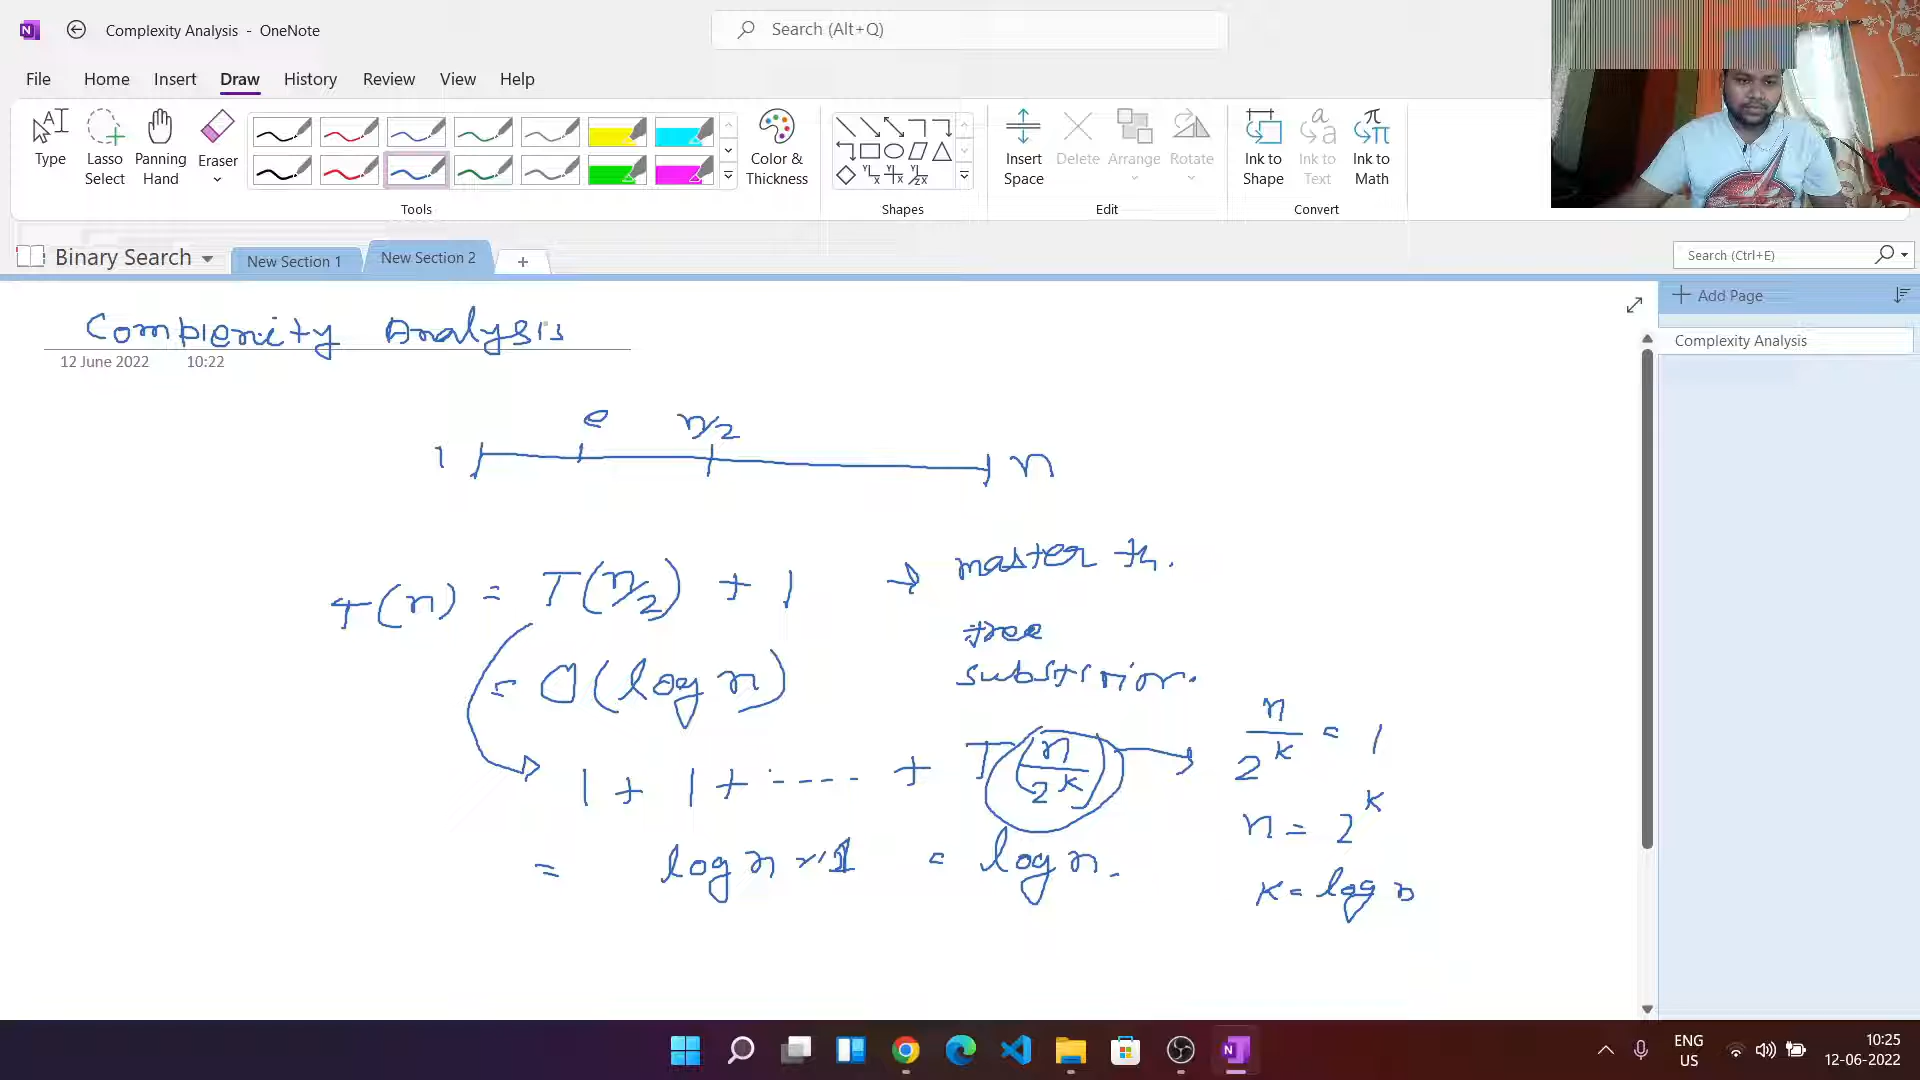 Complexity Analysis - OneNote
Search (Alt+Q)
File Home Insert Draw History Review View Help
Type
Lasso Select
Panning Hand
Eraser
Color & Thickness
Insert Space
Delete
Arrange
Rotate
Ink to Shape
Ink to Text
Ink to Math
Tools
Shapes
Edit
Convert
Binary Search
New Section 1
New Section 2
Search (Ctrl+E)
Add Page
Complexity Analysis
Complexity Analysis
12 June 2022 10:22
e n/2
1 n
T(n) = T(n/2) + 1 → master th.
tree
= O(log n)
1 + 1 + ---- + T(n/2^k) → n/2^k = 1
n = 2^k
= log n × 1 = log n.
k = log n
ENG US
10:25
12-06-2022